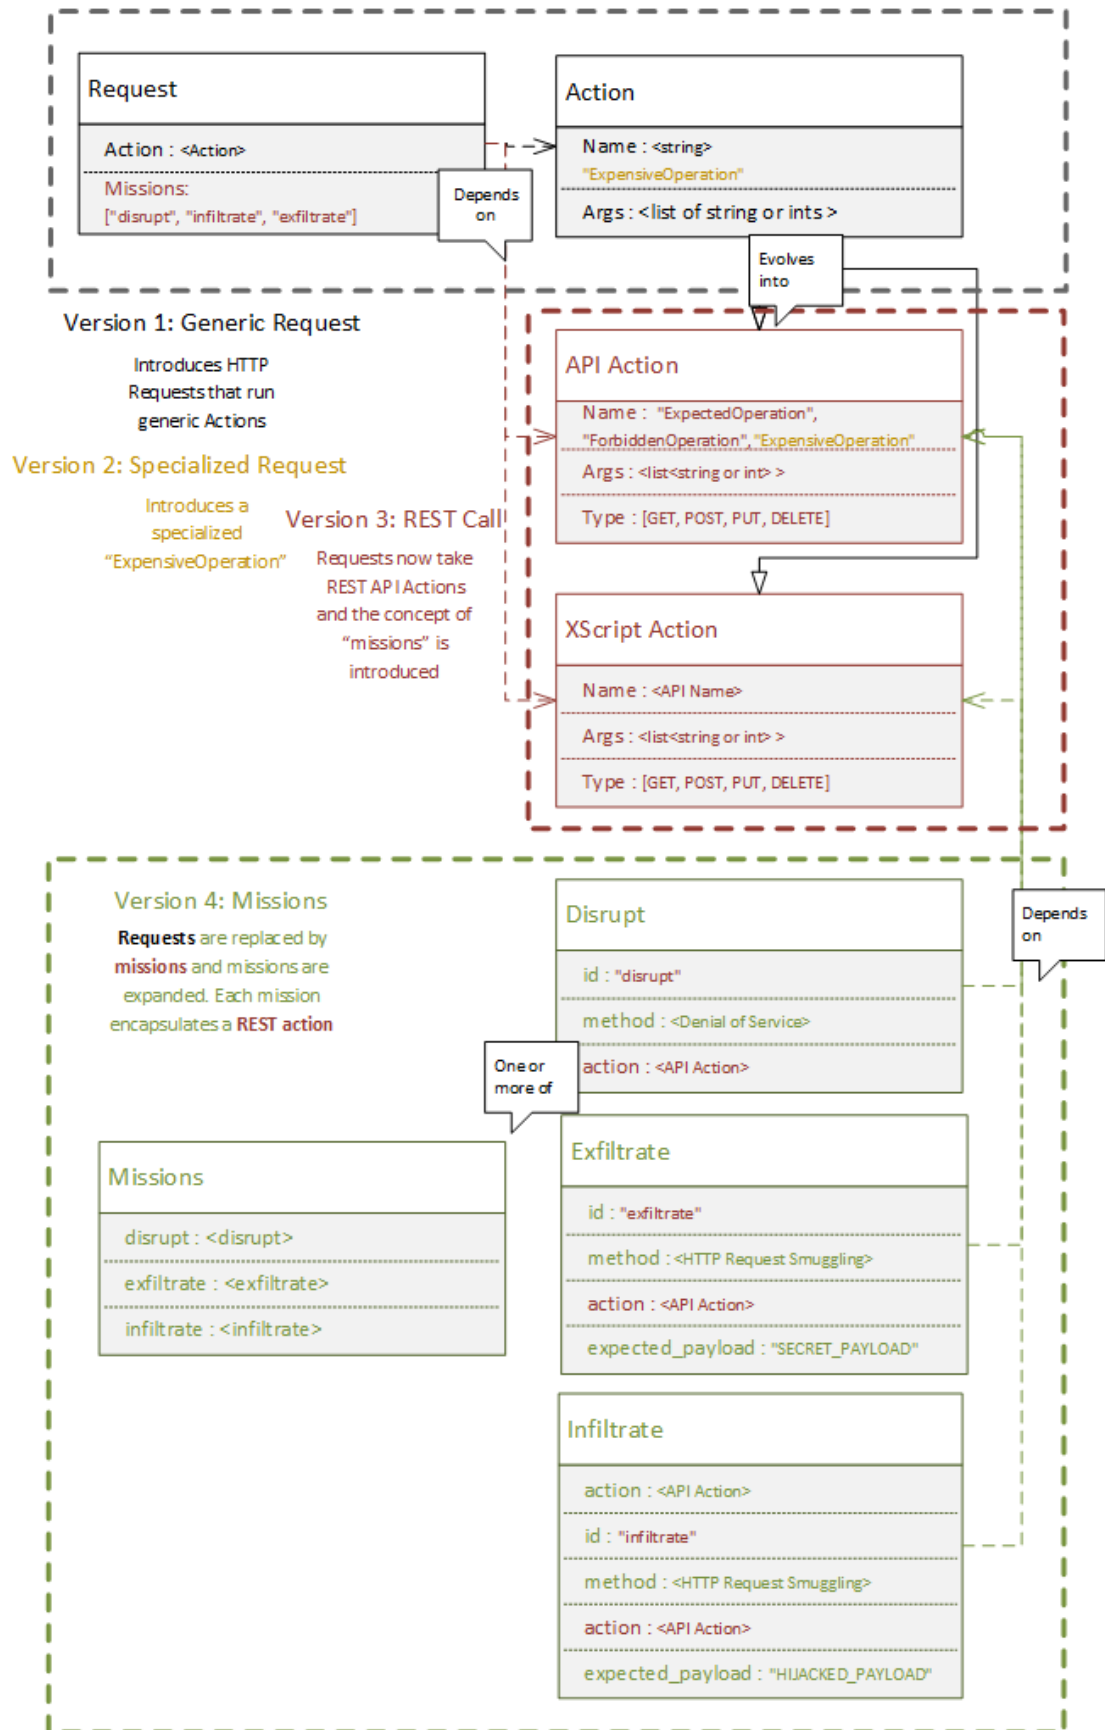 Request
Action : <Action>
Missions:
["disrupt", "infiltrate", "exfiltrate"]
Depends
on
Action
Name : <string>
"ExpensiveOperation"
Args : <list of string or ints >
Evolves
into
Version 1: Generic Request
Introduces HTTP
Requests that run
generic Actions
Version 2: Specialized Request
Introduces a
specialized
“ExpensiveOperation”
Version 3: REST Call
Requests now take
REST API Actions
and the concept of
“missions” is
introduced
API Action
Name : "ExpectedOperation",
"ForbiddenOperation", "ExpensiveOperation"
Args : <list<string or int> >
Type : [GET, POST, PUT, DELETE]
XScript Action
Name : <API Name>
Args : <list<string or int> >
Type : [GET, POST, PUT, DELETE]
Version 4: Missions
Requests are replaced by
missions and missions are
expanded. Each mission
encapsulates a REST action
Disrupt
id : "disrupt"
method : <Denial of Service>
action : <API Action>
Depends
on
One or
more of
Missions
disrupt : <disrupt>
exfiltrate : <exfiltrate>
infiltrate : <infiltrate>
Exfiltrate
id : "exfiltrate"
method : <HTTP Request Smuggling>
action : <API Action>
expected_payload : "SECRET_PAYLOAD"
Infiltrate
action : <API Action>
id : "infiltrate"
method : <HTTP Request Smuggling>
action : <API Action>
expected_payload : "HIJACKED_PAYLOAD"